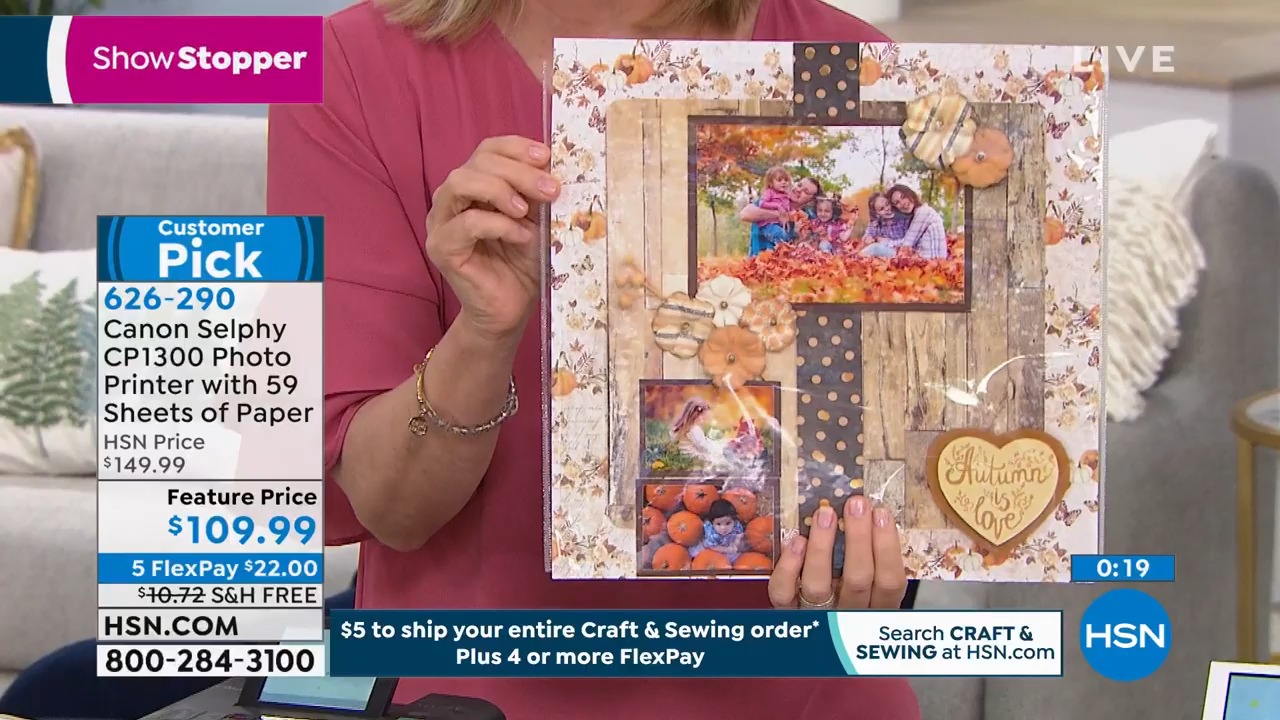 ShowStopper
LIVE
Customer
Pick
626-290
Canon Selphy
CP1300 Photo
Printer with 59
Sheets of Paper
HSN Price
$149.99
Feature Price
$109.99
5 FlexPay $22.00
$10.72 S&H FREE
HSN.COM
800-284-3100
Autumn
is
love
0:19
$5 to ship your entire Craft & Sewing order*
Plus 4 or more FlexPay
Search CRAFT &
SEWING at HSN.com
HSN